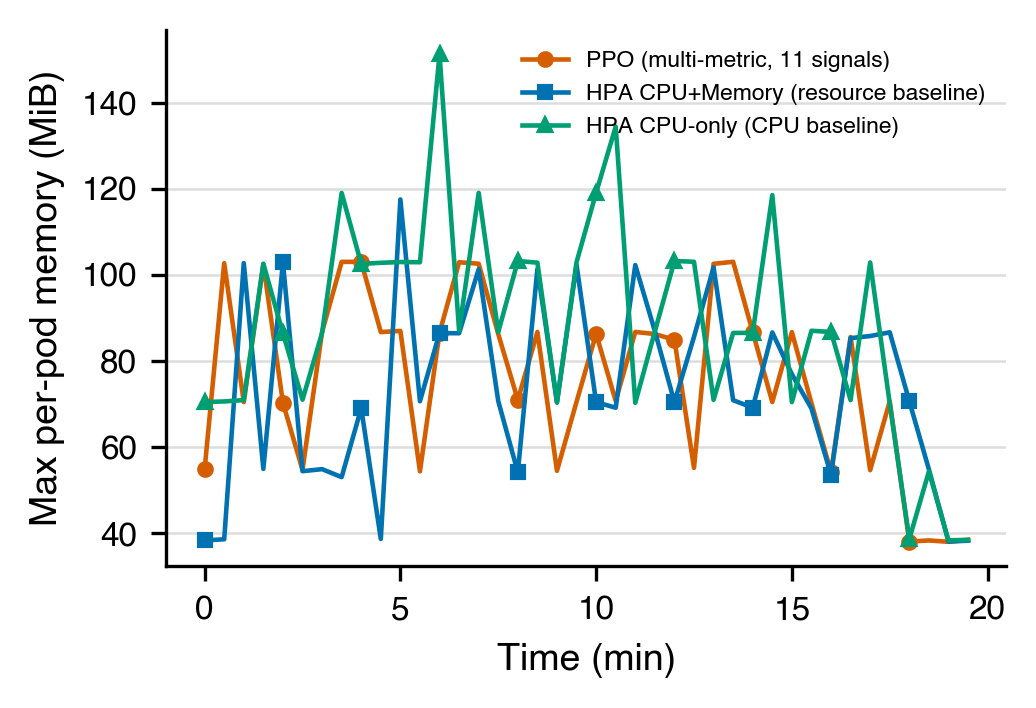 PPO (multi-metric, 11 signals)
HPA CPU+Memory (resource baseline)
HPA CPU-only (CPU baseline)
Max per-pod memory (MiB)
140
120
100
80
60
40
0 5 10 15 20
Time (min)